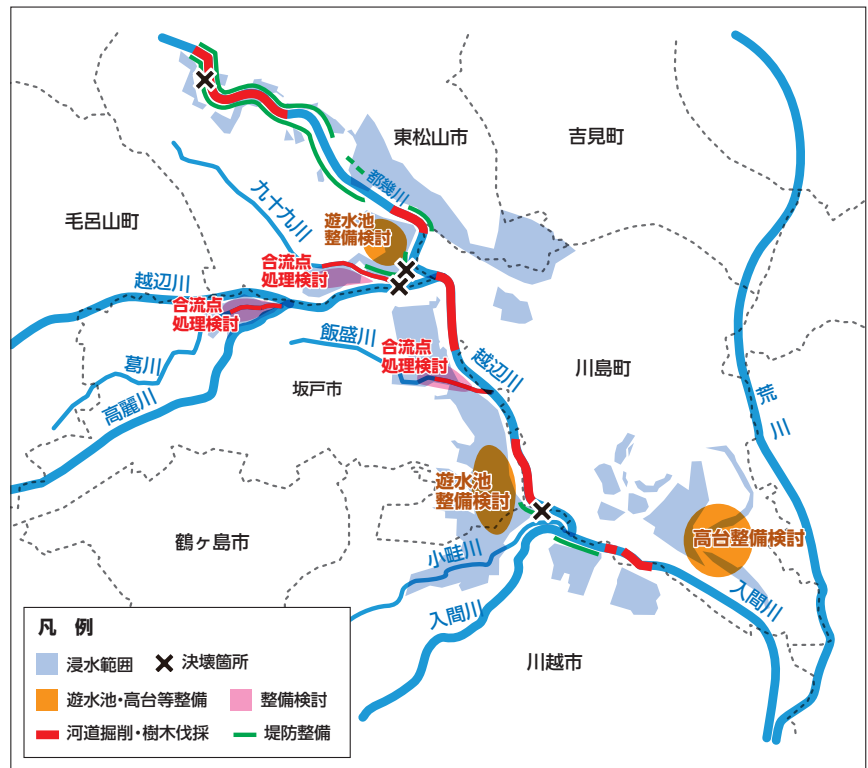 東松山市
吉見町
都幾川
九十九川
毛呂山町
遊水池
整備検討
合流点
処理検討
越辺川
合流点
処理検討
飯盛川
合流点
処理検討
越辺川
川島町
葛川
坂戸市
高麗川
荒川
遊水池
整備検討
鶴ヶ島市
高台整備検討
小畔川
入間川
入間川
川越市
凡 例
浸水範囲 決壊箇所
遊水池・高台等整備 整備検討
河道掘削・樹木伐採 堤防整備